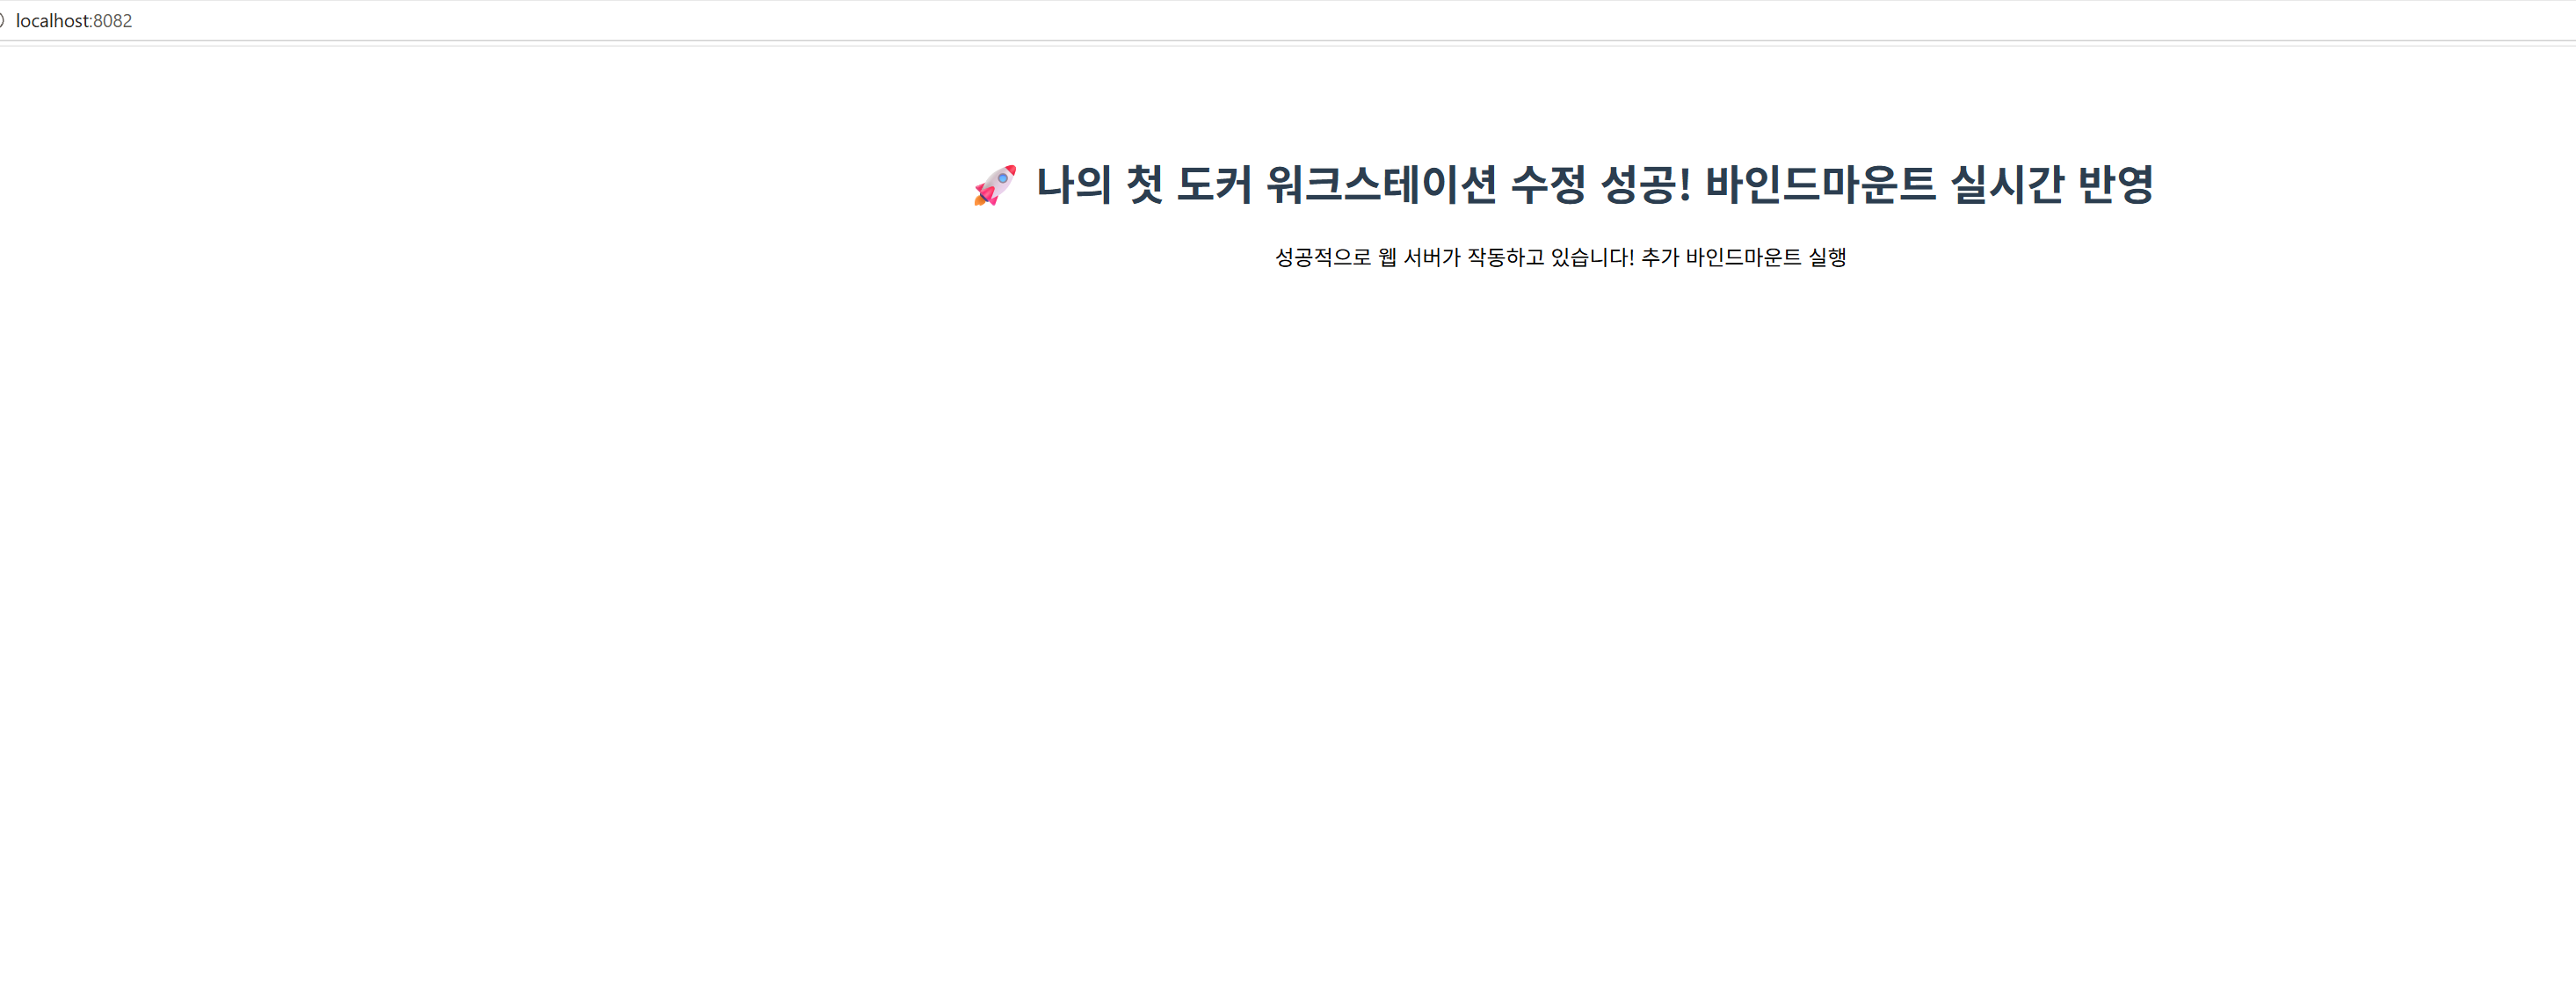 localhost:8082
🚀 나의 첫 도커 워크스테이션 수정 성공! 바인드마운트 실시간 반영
성공적으로 웹 서버가 작동하고 있습니다! 추가 바인드마운트 실행